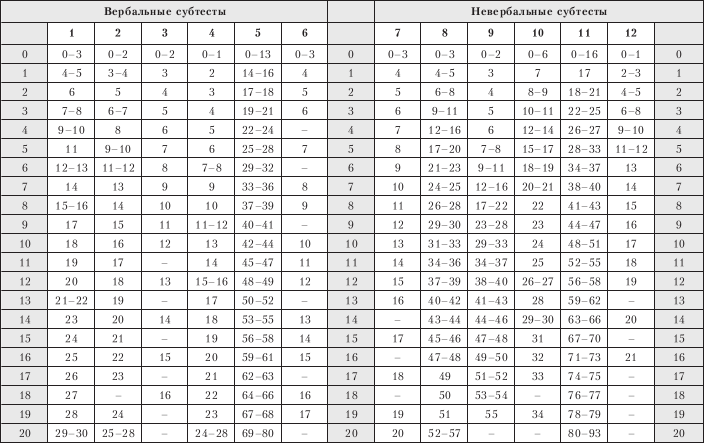 Вербальные субтесты Невербальные субтесты
1 2 3 4 5 6 7 8 9 10 11 12
0 0–3 0–2 0–2 0–1 0–13 0–3 0 0–3 0–3 0–2 0–6 0–16 0–1 0
1 4–5 3–4 3 2 14–16 4 1 4 4–5 3 7 17 2–3 1
2 6 5 4 3 17–18 5 2 5 6–8 4 8–9 18–21 4–5 2
3 7–8 6–7 5 4 19–21 6 3 6 9–11 5 10–11 22–25 6–8 3
4 9–10 8 6 5 22–24 – 4 7 12–16 6 12–14 26–27 9–10 4
5 11 9–10 7 6 25–28 7 5 8 17–20 7–8 15–17 28–33 11–12 5
6 12–13 11–12 8 7–8 29–32 – 6 9 21–23 9–11 18–19 34–37 13 6
7 14 13 9 9 33–36 8 7 10 24–25 12–16 20–21 38–40 14 7
8 15–16 14 10 10 37–39 9 8 11 26–28 17–22 22 41–43 15 8
9 17 15 11 11–12 40–41 – 9 12 29–30 23–28 23 44–47 16 9
10 18 16 12 13 42–44 10 10 13 31–33 29–33 24 48–51 17 10
11 19 17 – 14 45–47 11 11 14 34–36 34–37 25 52–55 18 11
12 20 18 13 15–16 48–49 12 12 15 37–39 38–40 26–27 56–58 19 12
13 21–22 19 – 17 50–52 – 13 16 40–42 41–43 28 59–62 – 13
14 23 20 14 18 53–55 13 14 – 43–44 44–46 29–30 63–66 20 14
15 24 21 – 19 56–58 14 15 17 45–46 47–48 31 67–70 – 15
16 25 22 15 20 59–61 15 16 – 47–48 49–50 32 71–73 21 16
17 26 23 – 21 62–63 – 17 18 49 51–52 33 74–75 – 17
18 27 – 16 22 64–66 16 18 – 50 53–54 – 76–77 – 18
19 28 24 – 23 67–68 17 19 19 51 55 34 78–79 – 19
20 29–30 25–28 – 24–28 69–80 – 20 20 52–57 – – 80–93 – 20